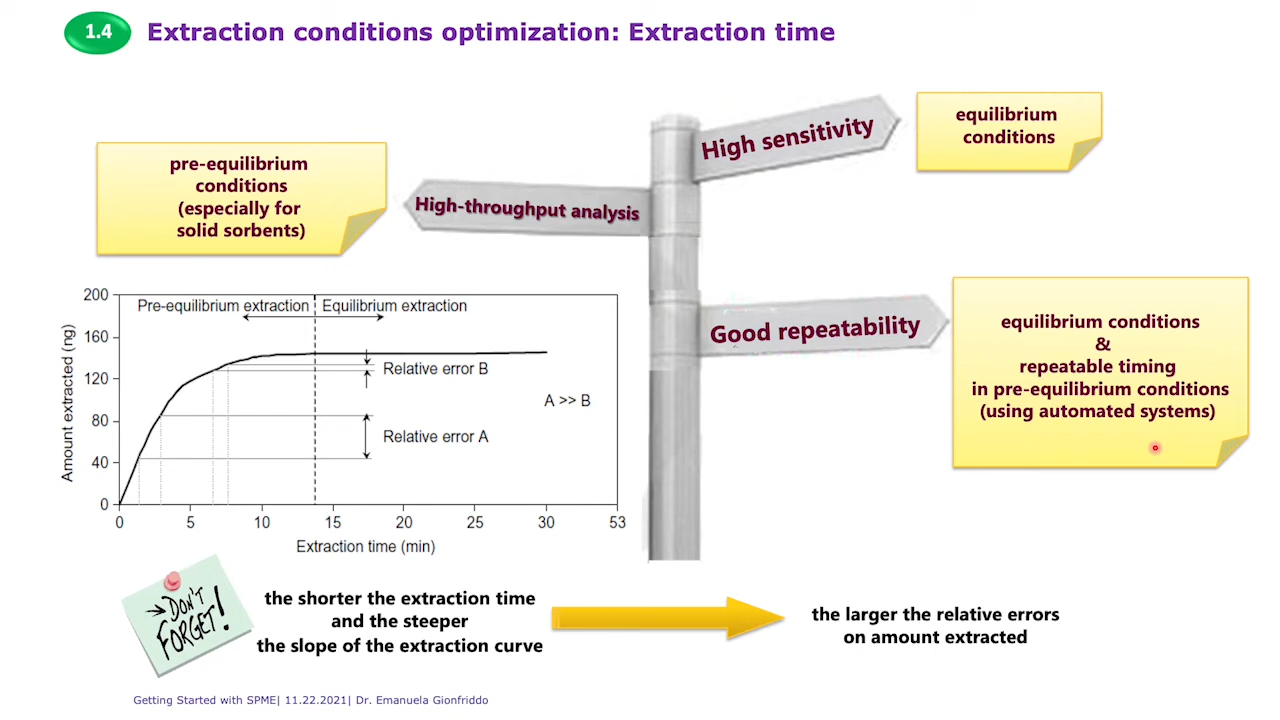 1.4
Extraction conditions optimization: Extraction time
High sensitivity
equilibrium
conditions
pre-equilibrium
conditions
(especially for
solid sorbents)
High-throughput analysis
Good repeatability
equilibrium conditions
&
repeatable timing
in pre-equilibrium conditions
(using automated systems)
200
160
120
80
40
0
Amount extracted (ng)
Pre-equilibrium extraction
Equilibrium extraction
Relative error B
A >> B
Relative error A
0 5 10 15 20 25 30 53
Extraction time (min)
DON'T
FORGET!
the shorter the extraction time
and the steeper
the slope of the extraction curve
the larger the relative errors
on amount extracted
Getting Started with SPME| 11.22.2021| Dr. Emanuela Gionfriddo